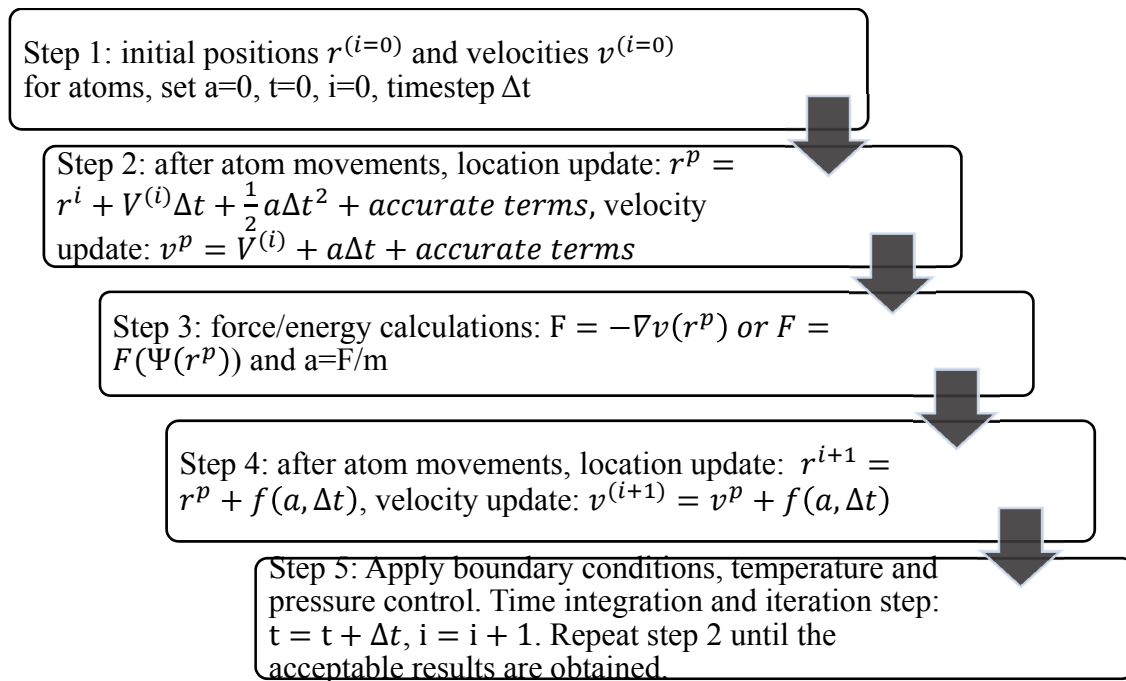 Step 1: initial positions r^(i=0) and velocities v^(i=0)
for atoms, set a=0, t=0, i=0, timestep Δt
Step 2: after atom movements, location update: r^p =
r^i + V^(i)Δt + 1/2 aΔt^2 + accurate terms, velocity
update: v^p = V^(i) + aΔt + accurate terms
Step 3: force/energy calculations: F = −∇v(r^p) or F =
F(Ψ(r^p)) and a=F/m
Step 4: after atom movements, location update: r^i+1 =
r^p + f(a, Δt), velocity update: v^(i+1) = v^p + f(a, Δt)
Step 5: Apply boundary conditions, temperature and
pressure control. Time integration and iteration step:
t = t + Δt, i = i + 1. Repeat step 2 until the
acceptable results are obtained.